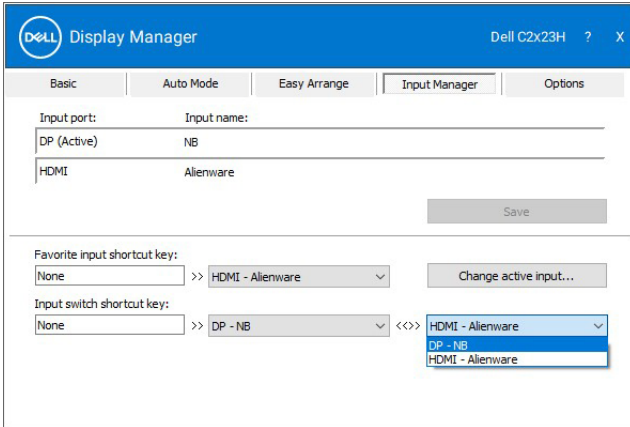 DELL Display Manager Dell C2x23H ? X
Basic Auto Mode Easy Arrange Input Manager Options
Input port: Input name:
DP (Active) NB
HDMI Alienware
Save
Favorite input shortcut key:
None >> HDMI - Alienware Change active input...
Input switch shortcut key:
None >> DP - NB <<>> HDMI - Alienware
DP - NB
HDMI - Alienware